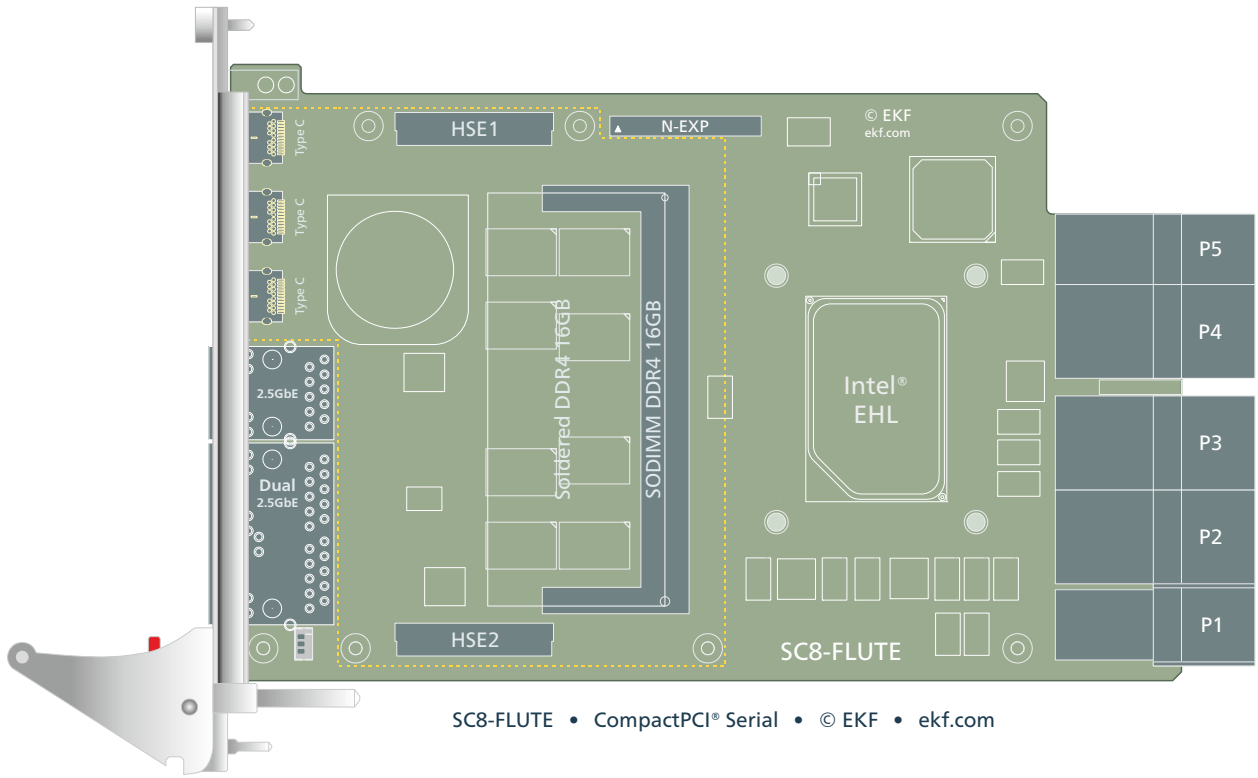 © EKF
ekf.com
HSE1
N-EXP
Type C
Type C
Type C
2.5GbE
Dual
2.5GbE
Soldered DDR4 16GB
SODIMM DDR4 16GB
Intel®
EHL
P5
P4
P3
P2
P1
HSE2
SC8-FLUTE
SC8-FLUTE • CompactPCI® Serial • © EKF • ekf.com